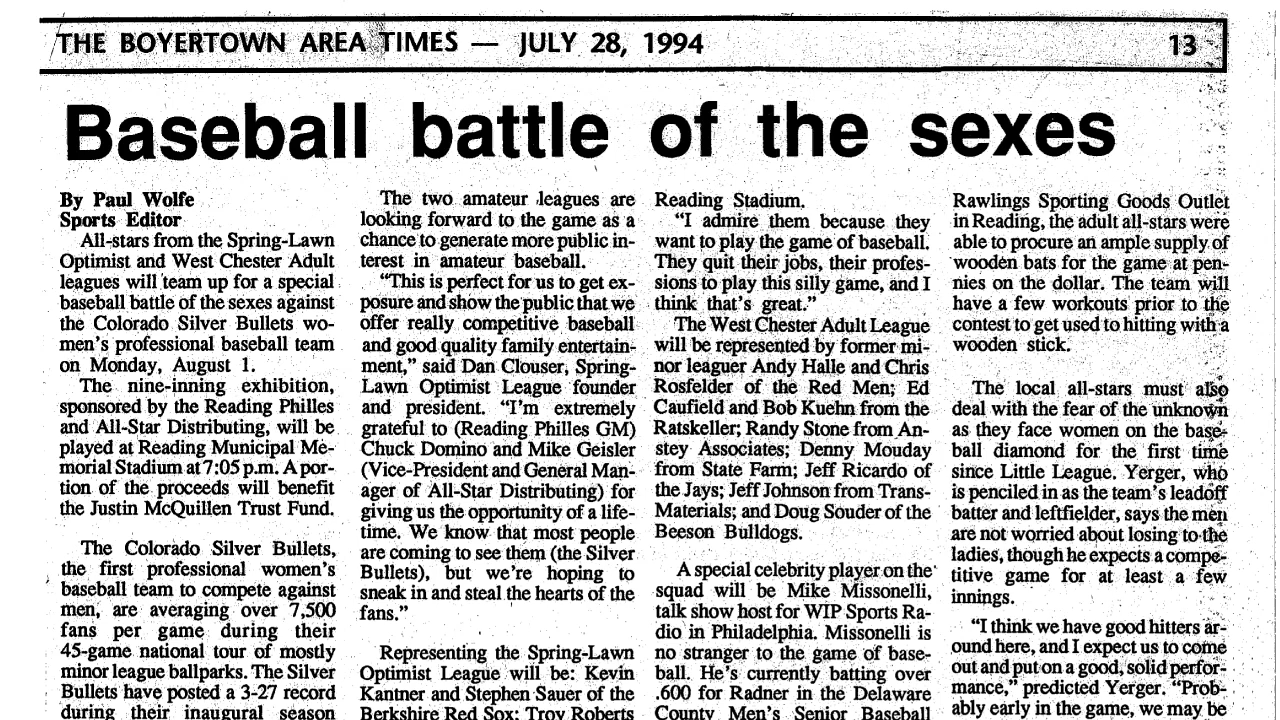 THE BOYERTOWN AREA TIMES — JULY 28, 1994 13
Baseball battle of the sexes
By Paul Wolfe
Sports Editor
All-stars from the Spring-Lawn
Optimist and West Chester Adult
leagues will team up for a special
baseball battle of the sexes against
the Colorado Silver Bullets wo-
men's professional baseball team
on Monday, August 1.
The nine-inning exhibition,
sponsored by the Reading Philles
and All-Star Distributing, will be
played at Reading Municipal Me-
morial Stadium at 7:05 p.m. A por-
tion of the proceeds will benefit
the Justin McQuillen Trust Fund.
The Colorado Silver Bullets,
the first professional women's
baseball team to compete against
men, are averaging over 7,500
fans per game during their
45-game national tour of mostly
minor league ballparks. The Silver
Bullets have posted a 3-27 record
during their inaugural season
The two amateur leagues are
looking forward to the game as a
chance to generate more public in-
terest in amateur baseball.
"This is perfect for us to get ex-
posure and show the public that we
offer really competitive baseball
and good quality family entertain-
ment," said Dan Clouser, Spring-
Lawn Optimist League founder
and president. "I'm extremely
grateful to (Reading Philles GM)
Chuck Domino and Mike Geisler
(Vice-President and General Man-
ager of All-Star Distributing) for
giving us the opportunity of a life-
time. We know that most people
are coming to see them (the Silver
Bullets), but we're hoping to
sneak in and steal the hearts of the
fans."
Representing the Spring-Lawn
Optimist League will be: Kevin
Kantner and Stephen Sauer of the
Berkshire Red Sox; Troy Roberts
Reading Stadium.
"I admire them because they
want to play the game of baseball.
They quit their jobs, their profes-
sions to play this silly game, and I
think that's great."
The West Chester Adult League
will be represented by former mi-
nor leaguer Andy Halle and Chris
Rosfelder of the Red Men; Ed
Caufield and Bob Kuehn from the
Ratskeller; Randy Stone from An-
stey Associates; Denny Mouday
from State Farm; Jeff Ricardo of
the Jays; Jeff Johnson from Trans-
Materials; and Doug Souder of the
Beeson Bulldogs.
A special celebrity player on the
squad will be Mike Missonelli,
talk show host for WIP Sports Ra-
dio in Philadelphia. Missonelli is
no stranger to the game of base-
ball. He's currently batting over
.600 for Radner in the Delaware
County Men's Senior Baseball
Rawlings Sporting Goods Outlet
in Reading, the adult all-stars were
able to procure an ample supply of
wooden bats for the game at pen-
nies on the dollar. The team will
have a few workouts prior to the
contest to get used to hitting with a
wooden stick.
The local all-stars must also
deal with the fear of the unknown
as they face women on the base-
ball diamond for the first time
since Little League. Yerger, who
is penciled in as the team's leadoff
batter and leftfielder, says the men
are not worried about losing to the
ladies, though he expects a compe-
titive game for at least a few
innings.
"I think we have good hitters ar-
ound here, and I expect us to come
out and put on a good, solid perfor-
mance," predicted Yerger. "Prob-
ably early in the game, we may be